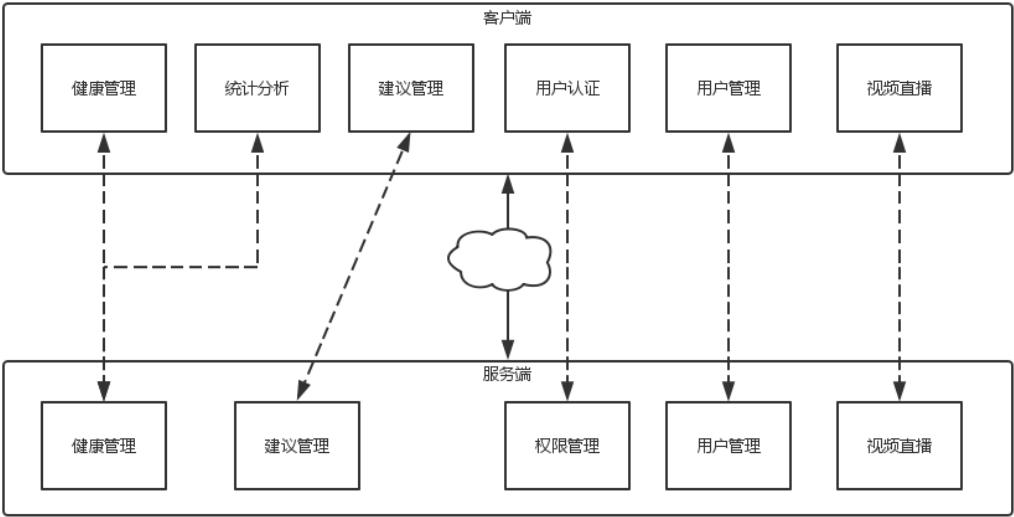 客户端
健康管理
统计分析
建议管理
用户认证
用户管理
视频直播
服务端
健康管理
建议管理
权限管理
用户管理
视频直播